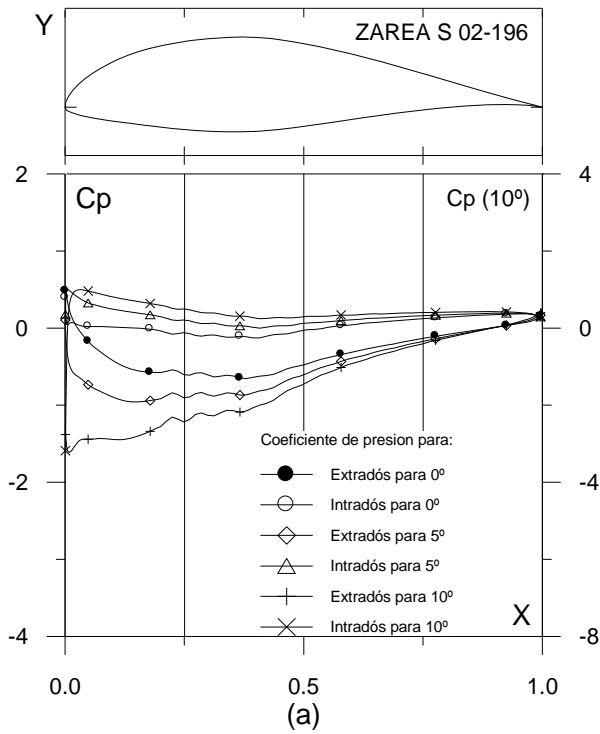 Y
ZAREA S 02-196
2
Cp
Cp (10º)
4
0
0
Coeficiente de presion para:
Extradós para 0º
Intradós para 0º
Extradós para 5º
Intradós para 5º
Extradós para 10º
Intradós para 10º
-2
-3
-4
X
-8
0.0
0.5
1.0
(a)